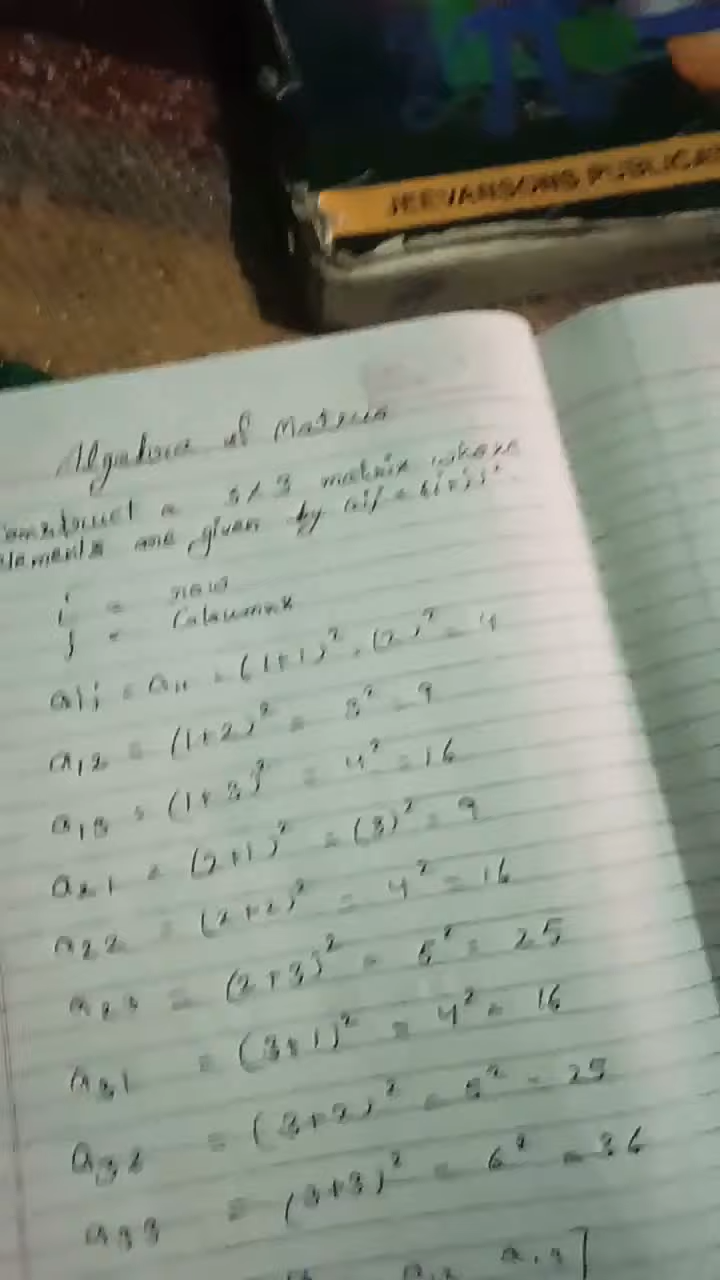 JEEVANSONS PUBLICA
Algebra of Matrix
Construct a 3×3 matrix whose
elements are given by aij = (i+j)².
i = row
j = Columns
a11 = (1+1)² = (2)² = 4
a12 = (1+2)² = 3² = 9
a13 = (1+3)² = 4² = 16
a21 = (2+1)² = (3)² = 9
a22 = (2+2)² = 4² = 16
a23 = (2+3)² = 5² = 25
a31 = (3+1)² = 4² = 16
a32 = (3+2)² = 5² = 25
a33 = (3+3)² = 6² = 36